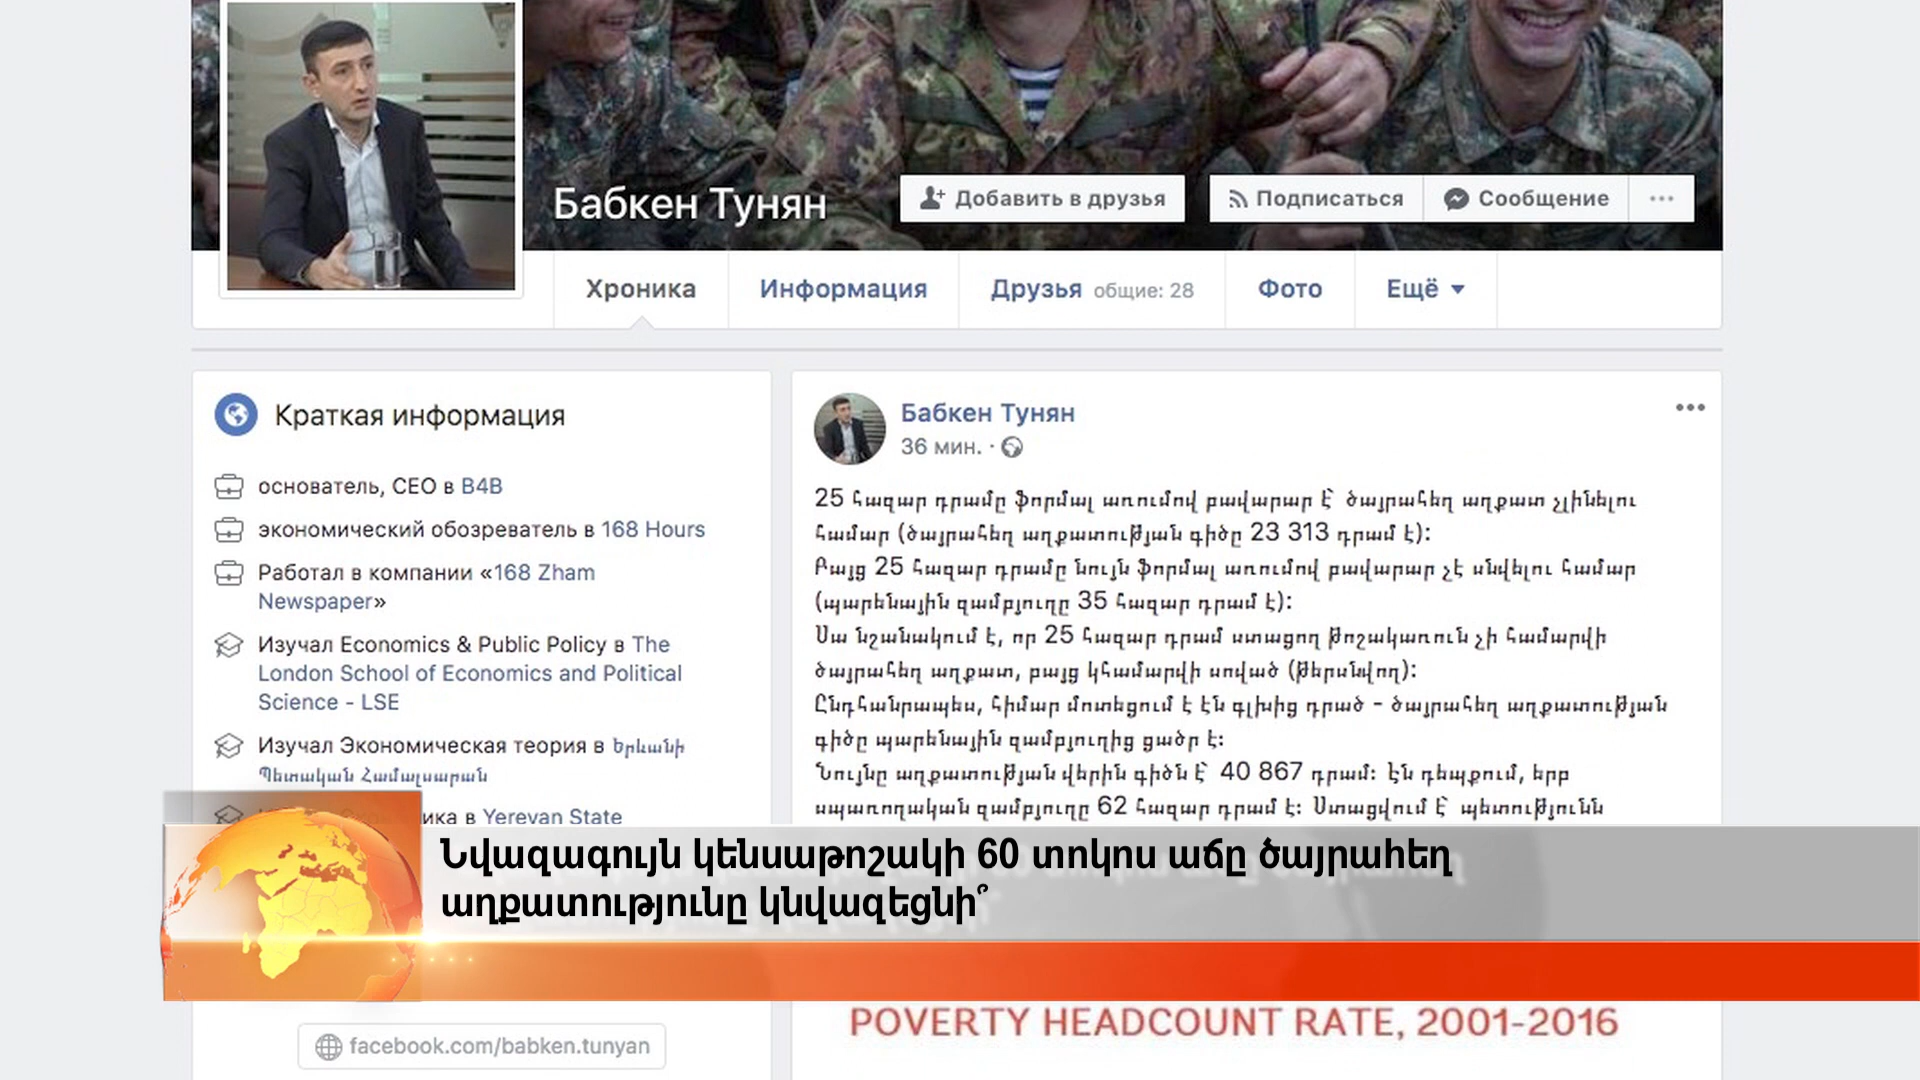 Бабкен Тунян
Добавить в друзья
Подписаться
Сообщение
Хроника
Информация
Друзья общие: 28
Фото
Ещё
Краткая информация
основатель, CEO в B4B
экономический обозреватель в 168 Hours
Работал в компании «168 Zham
Newspaper»
Изучал Economics & Public Policy в The
London School of Economics and Political
Science - LSE
Изучал Экономическая теория в Երևանի
Պետական Համալսարան
ика в Yerevan State
facebook.com/babken.tunyan
Бабкен Тунян
36 мин. ·
25 հազար դրամը ֆորմալ առումով բավարար է՝ ծայրահեղ աղքատ չլինելու
համար (ծայրահեղ աղքատության գիծը 23 313 դրամ է):
Բայց 25 հազար դրամը նույն ֆորմալ առումով բավարար չէ սնվելու համար
(պարենային զամբյուղը 35 հազար դրամ է):
Սա նշանակում է, որ 25 հազար դրամ ստացող թոշակառուն չի համարվի
ծայրահեղ աղքատ, բայց կհամարվի սոված (թերսնվող):
Ընդհանրապես, հիմար մոտեցում է էն գլխից դրած - ծայրահեղ աղքատության
գիծը պարենային զամբյուղից ցածր է:
Նույնը աղքատության վերին գիծն է՝ 40 867 դրամ: Էն դեպքում, երբ
սպառողական զամբյուղը 62 հազար դրամ է: Ստացվում է՝ պետությունն
Նվազագույն կենսաթոշակի 60 տոկոս աճը ծայրահեղ
աղքատությունը կնվազեցնի՞
POVERTY HEADCOUNT RATE, 2001-2016